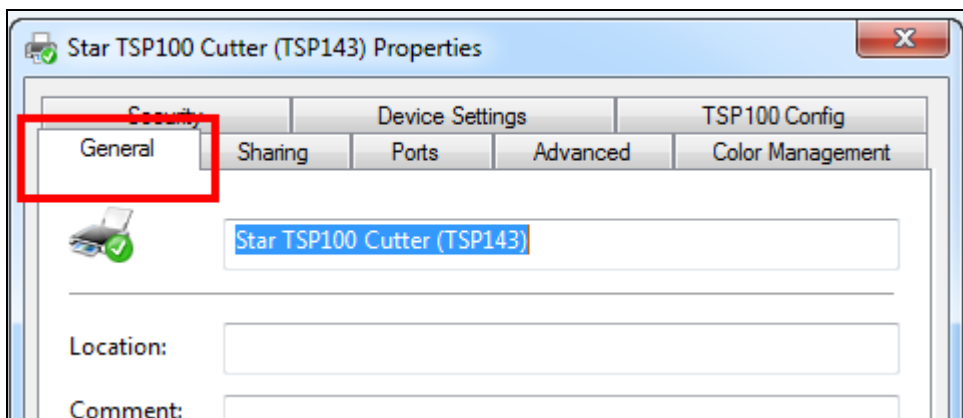 Star TSP100 Cutter (TSP143) Properties
Security Device Settings TSP100 Config
General Sharing Ports Advanced Color Management
Star TSP100 Cutter (TSP143)
Location:
Comment: